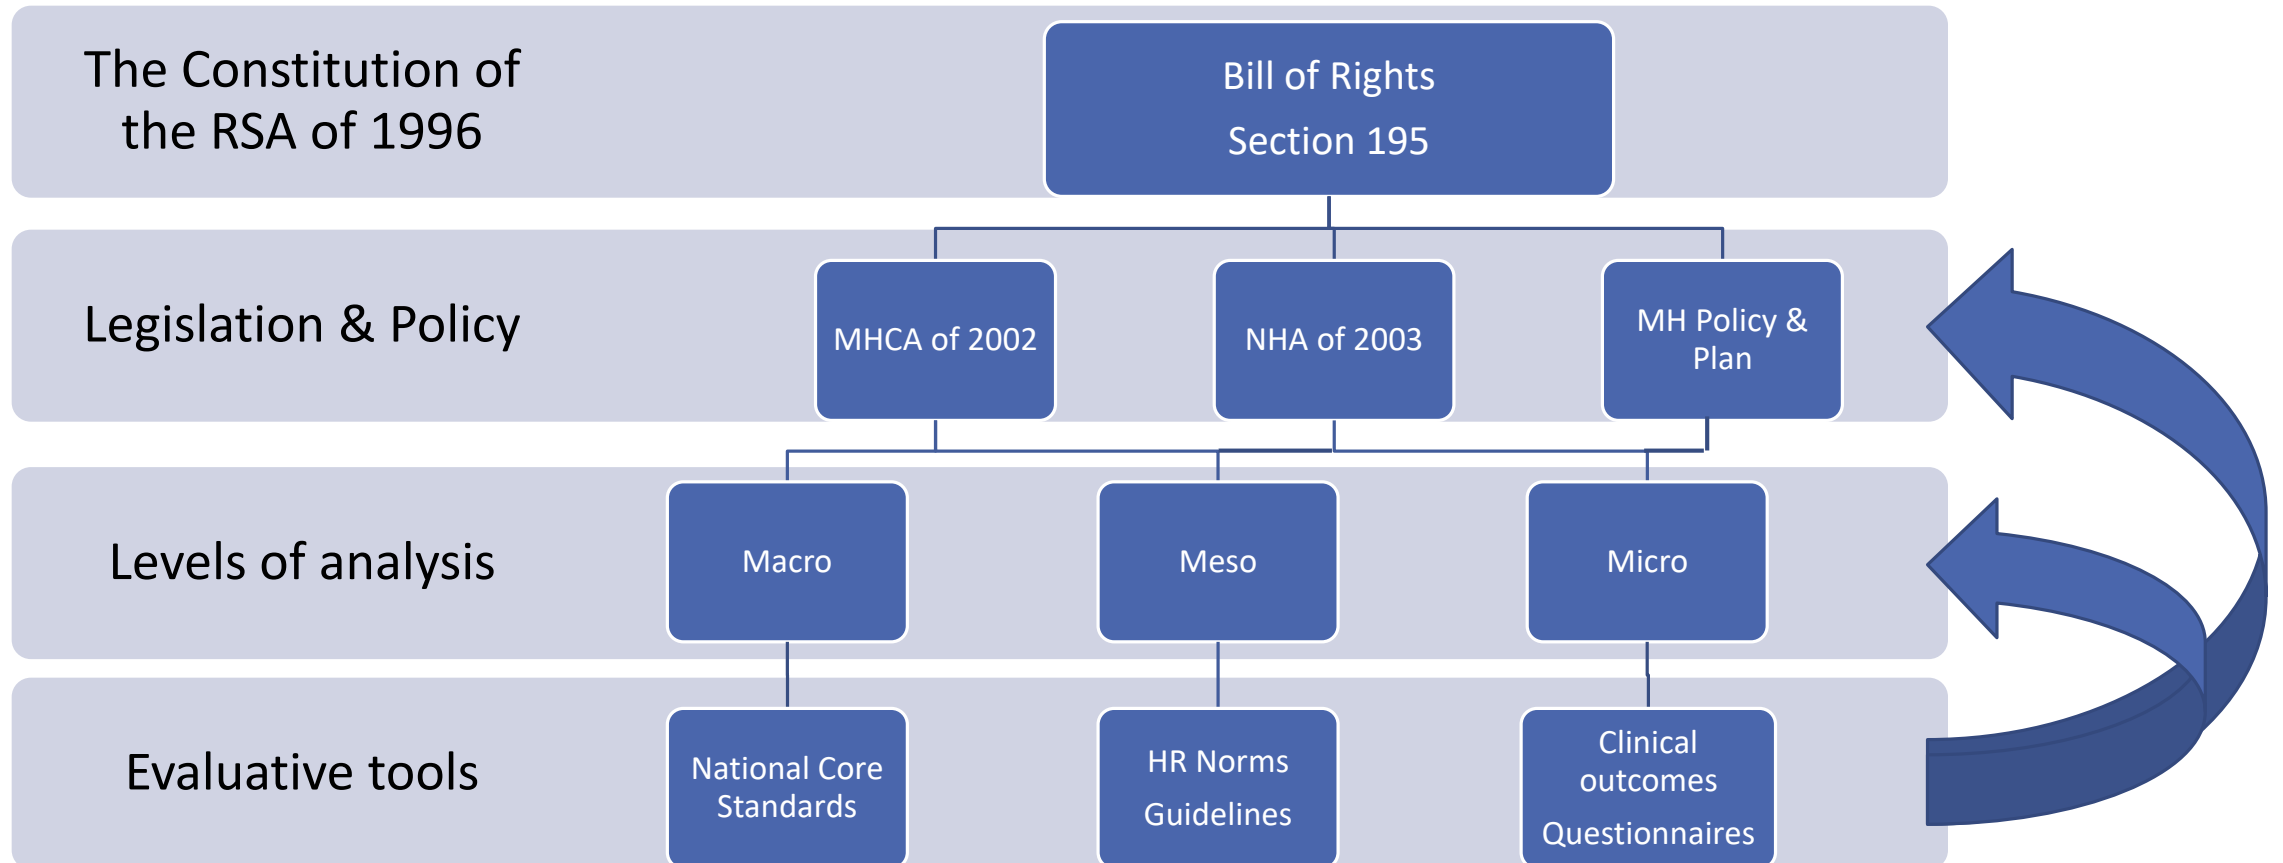 The Constitution of
the RSA of 1996
Bill of Rights
Section 195
Legislation & Policy
MHCA of 2002
NHA of 2003
MH Policy &
Plan
Levels of analysis
Macro
Meso
Micro
Evaluative tools
National Core
Standards
HR Norms
Guidelines
Clinical
outcomes
Questionnaires